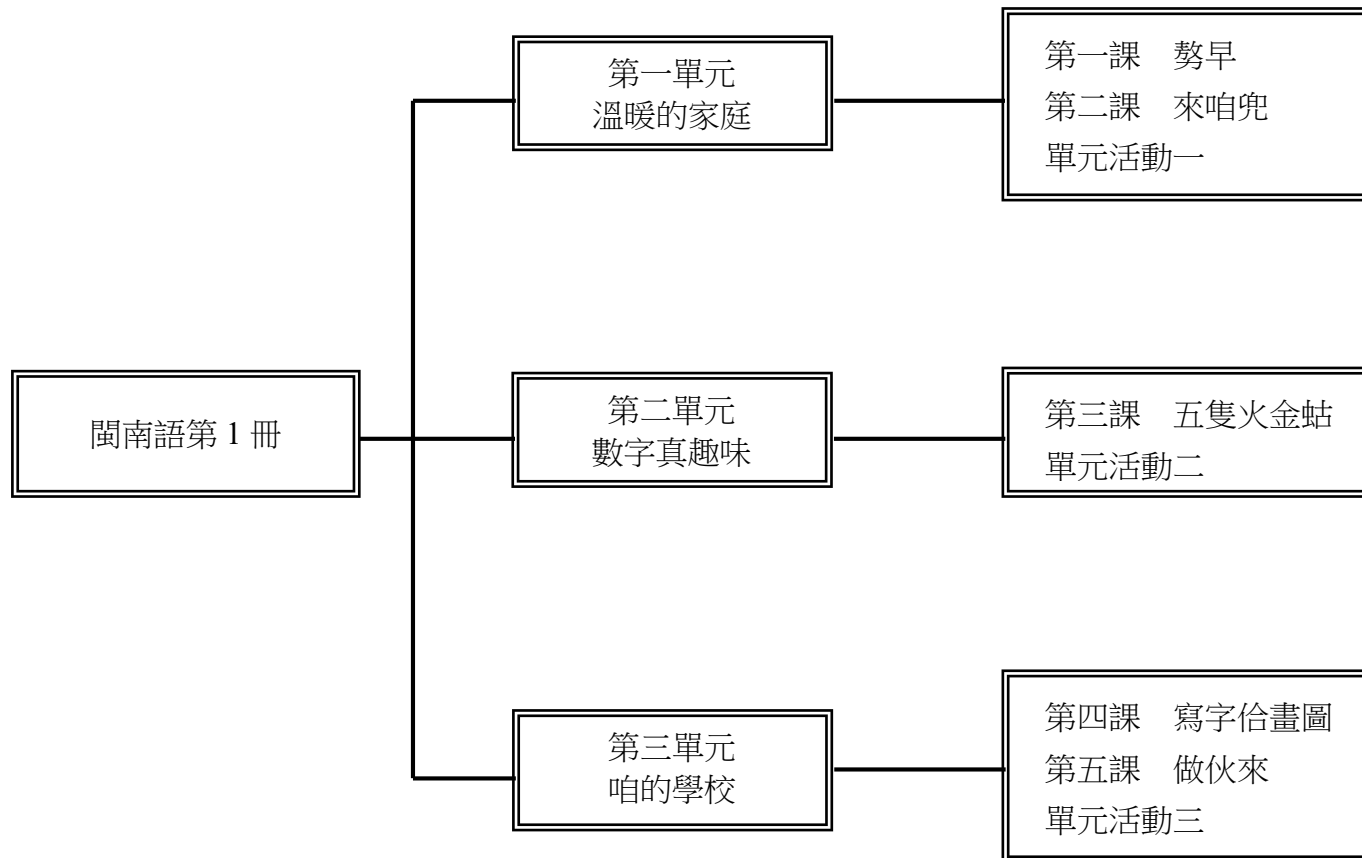 閩南語第 1 冊
第一單元
溫暖的家庭
第一課　𠢕早
第二課　來咱兜
單元活動一
第二單元
數字真趣味
第三課　五隻火金蛄
單元活動二
第三單元
咱的學校
第四課　寫字佮畫圖
第五課　做伙來
單元活動三